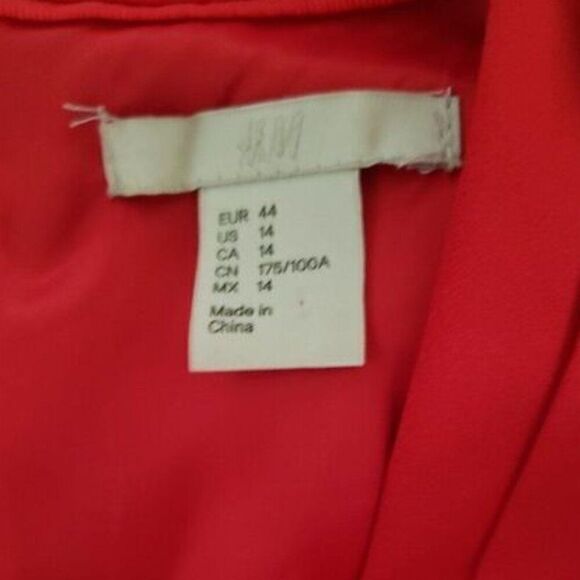 H&M
EUR 44
US 14
CA 14
CN 175/100A
MX 14
Made in
China